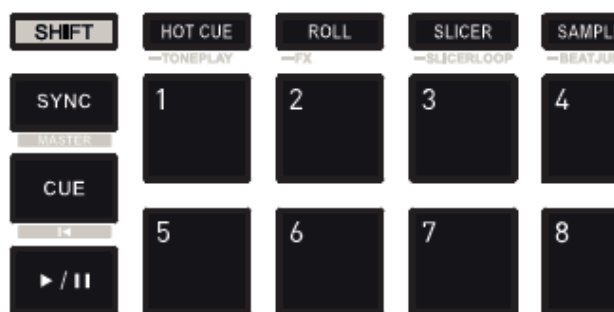 SHIFT HOT CUE ROLL SLICER SAMPL
TONEPLAY FX SLICERLOOP BEATJU
SYNC 1 2 3 4
MASTER
CUE
5 6 7 8